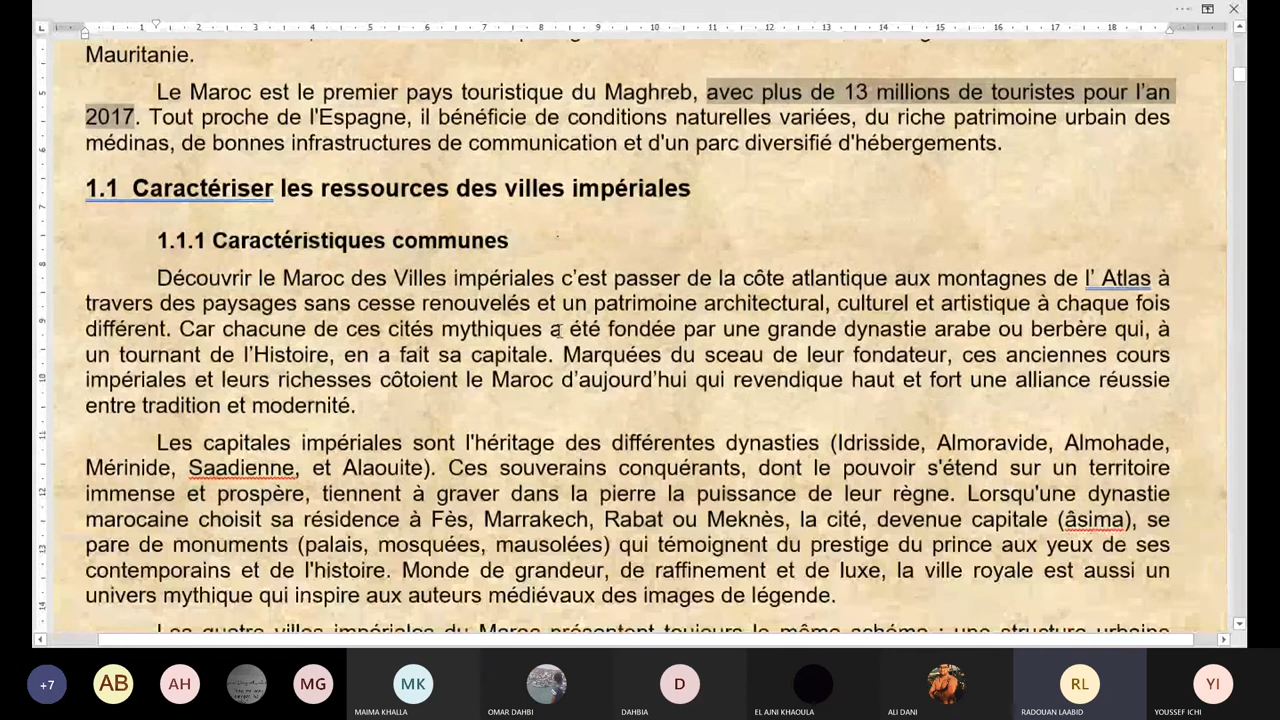 Mauritanie.
Le Maroc est le premier pays touristique du Maghreb, avec plus de 13 millions de touristes pour l’an
2017. Tout proche de l'Espagne, il bénéficie de conditions naturelles variées, du riche patrimoine urbain des
médinas, de bonnes infrastructures de communication et d'un parc diversifié d'hébergements.
1.1 Caractériser les ressources des villes impériales
1.1.1 Caractéristiques communes
Découvrir le Maroc des Villes impériales c’est passer de la côte atlantique aux montagnes de l’ Atlas à
travers des paysages sans cesse renouvelés et un patrimoine architectural, culturel et artistique à chaque fois
différent. Car chacune de ces cités mythiques a été fondée par une grande dynastie arabe ou berbère qui, à
un tournant de l’Histoire, en a fait sa capitale. Marquées du sceau de leur fondateur, ces anciennes cours
impériales et leurs richesses côtoient le Maroc d’aujourd’hui qui revendique haut et fort une alliance réussie
entre tradition et modernité.
Les capitales impériales sont l'héritage des différentes dynasties (Idrisside, Almoravide, Almohade,
Mérinide, Saadienne, et Alaouite). Ces souverains conquérants, dont le pouvoir s'étend sur un territoire
immense et prospère, tiennent à graver dans la pierre la puissance de leur règne. Lorsqu'une dynastie
marocaine choisit sa résidence à Fès, Marrakech, Rabat ou Meknès, la cité, devenue capitale (âsima), se
pare de monuments (palais, mosquées, mausolées) qui témoignent du prestige du prince aux yeux de ses
contemporains et de l'histoire. Monde de grandeur, de raffinement et de luxe, la ville royale est aussi un
univers mythique qui inspire aux auteurs médiévaux des images de légende.
Les quatre villes impériales du Maroc présentent toujours le même schéma : une structure urbaine
+7 AB AH MG MK D RL YI
MAIMA KHALLA OMAR DAHBI DAHBIA EL AJNI KHAOULA ALI DANI RADOUAN LAABID YOUSSEF ICHI